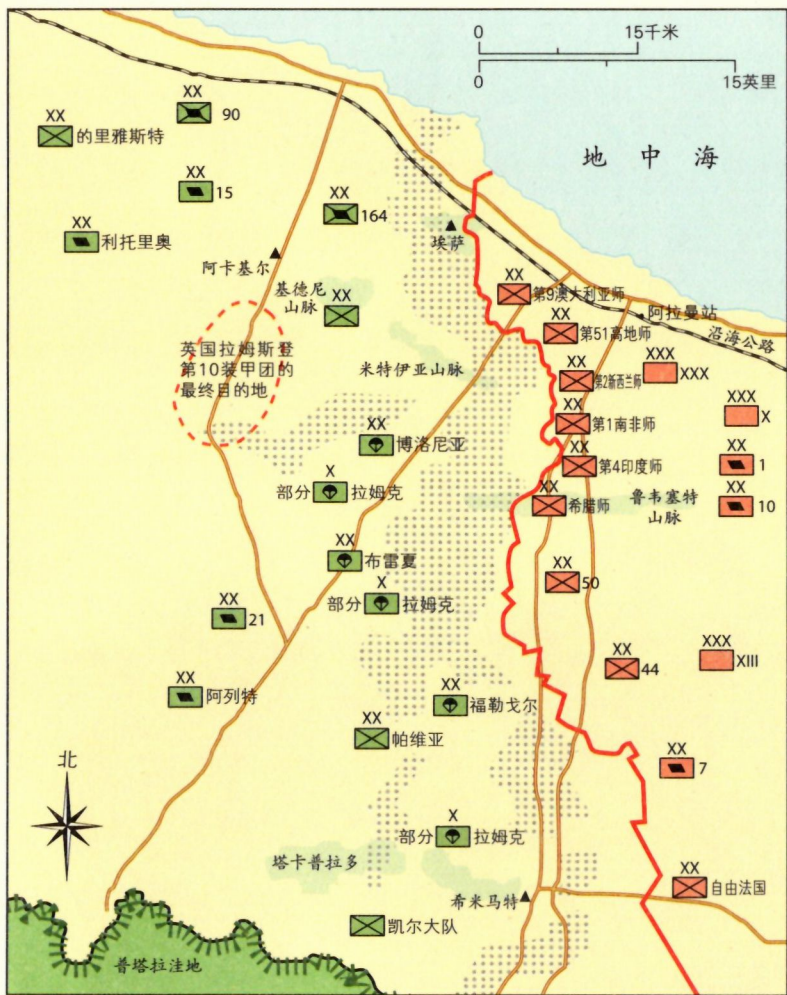 0 15千米
0 15英里
地中海
XX
90
XX
的里雅斯特
XX
15
XX
164
XX
利托里奥
埃萨
阿卡基尔
XX
第9澳大利亚师
基德尼
山脉
XX
阿拉曼站
沿海公路
XX
第51高地师
英国拉姆斯登
第10装甲团的
最终目的地
米特伊亚山脉
XX
第2新西兰师
XXX
XXX
XXX
X
XX
第1南非师
XX
博洛尼亚
XX
第4印度师
XX
1
X
部分 拉姆克
XX
希腊师
鲁韦塞特
山脉
XX
10
XX
布雷夏
XX
50
X
部分 拉姆克
XX
21
XX
44
XXX
XIII
XX
阿列特
XX
福勒戈尔
XX
帕维亚
XX
7
北
X
部分 拉姆克
塔卡普拉多
希米马特
XX
自由法国
凯尔大队
普塔拉洼地